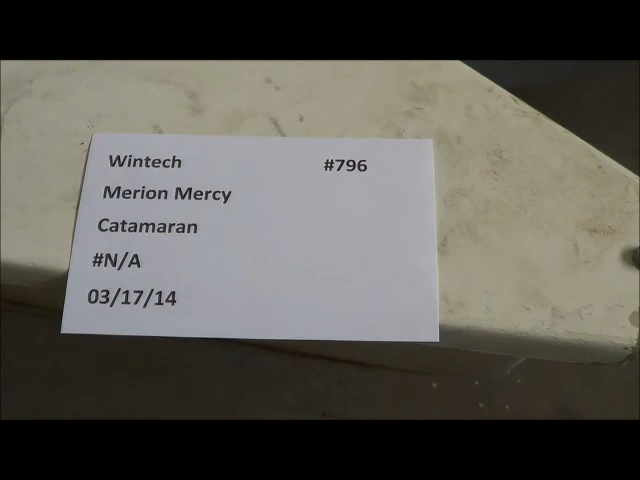 Wintech #796
Merion Mercy
Catamaran
#N/A
03/17/14